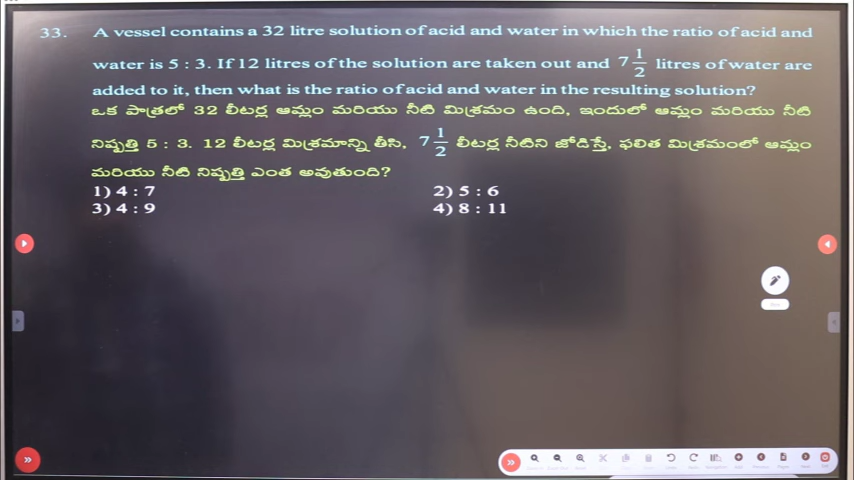 33. A vessel contains a 32 litre solution of acid and water in which the ratio of acid and
water is 5 : 3. If 12 litres of the solution are taken out and 7 1/2 litres of water are
added to it, then what is the ratio of acid and water in the resulting solution?
ఒక పాత్రలో 32 లీటర్ల ఆమ్లం మరియు నీటి మిశ్రమం ఉంది, ఇందులో ఆమ్లం మరియు నీటి
నిష్పత్తి 5 : 3. 12 లీటర్ల మిశ్రమాన్ని తీసి, 7 1/2 లీటర్ల నీటిని జోడిస్తే, ఫలిత మిశ్రమంలో ఆమ్లం
మరియు నీటి నిష్పత్తి ఎంత అవుతుంది?
1) 4 : 7 2) 5 : 6
3) 4 : 9 4) 8 : 11